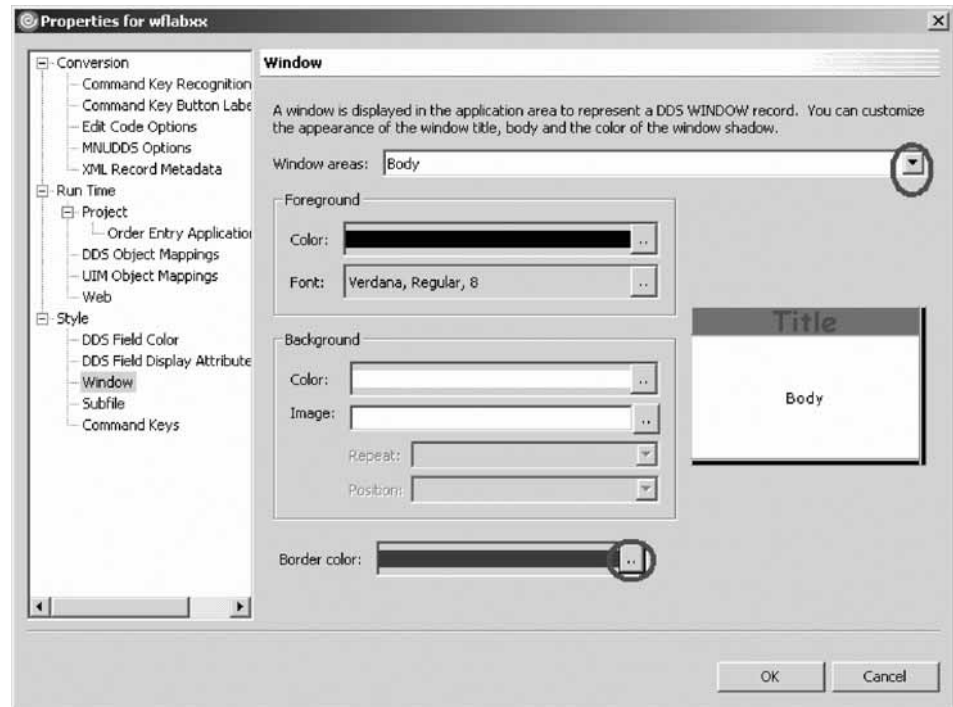 Properties for wflabxx
Conversion
Command Key Recognition
Command Key Button Labe
Edit Code Options
MNUDDS Options
XML Record Metadata
Run Time
Project
Order Entry Application
DDS Object Mappings
UIM Object Mappings
Web
Style
DDS Field Color
DDS Field Display Attribute
Window
Subfile
Command Keys
Window
A window is displayed in the application area to represent a DDS WINDOW record. You can customize
the appearance of the window title, body and the color of the window shadow.
Window areas: Body
Foreground
Color: ..
Font: Verdana, Regular, 8 ..
Background
Color: ..
Image: ..
Repeat:
Position:
Border color: ..
Title
Body
OK Cancel